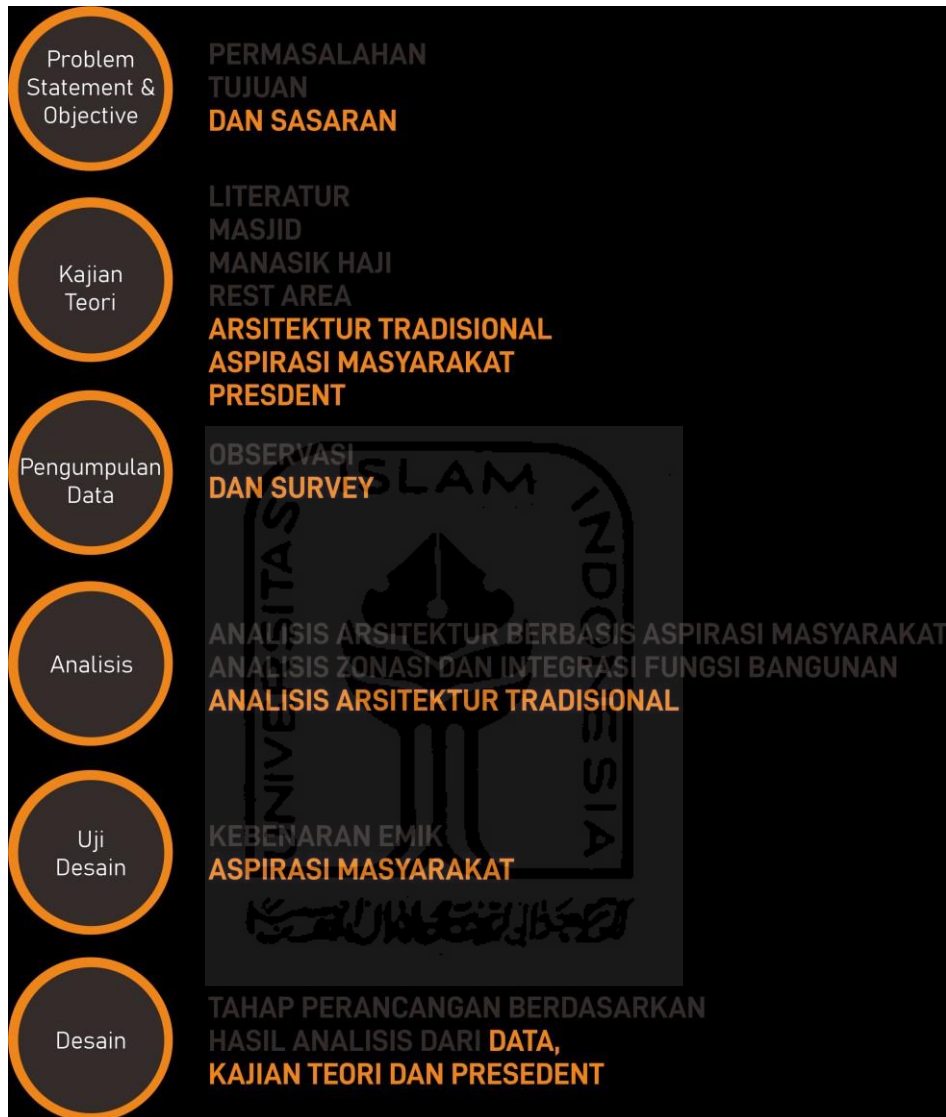 Problem
Statement &
Objective
PERMASALAHAN
TUJUAN
DAN SASARAN
Kajian
Teori
LITERATUR
MASJID
MANASIK HAJI
REST AREA
ARSITEKTUR TRADISIONAL
ASPIRASI MASYARAKAT
PRESDENT
Pengumpulan
Data
OBSERVASI
DAN SURVEY
Analisis
ANALISIS ARSITEKTUR BERBASIS ASPIRASI MASYARAKAT
ANALISIS ZONASI DAN INTEGRASI FUNGSI BANGUNAN
ANALISIS ARSITEKTUR TRADISIONAL
Uji
Desain
KEBENARAN EMIK
ASPIRASI MASYARAKAT
Desain
TAHAP PERANCANGAN BERDASARKAN
HASIL ANALISIS DARI DATA,
KAJIAN TEORI DAN PRESEDENT
UNIVERSITAS
ISLAM
INDONESIA